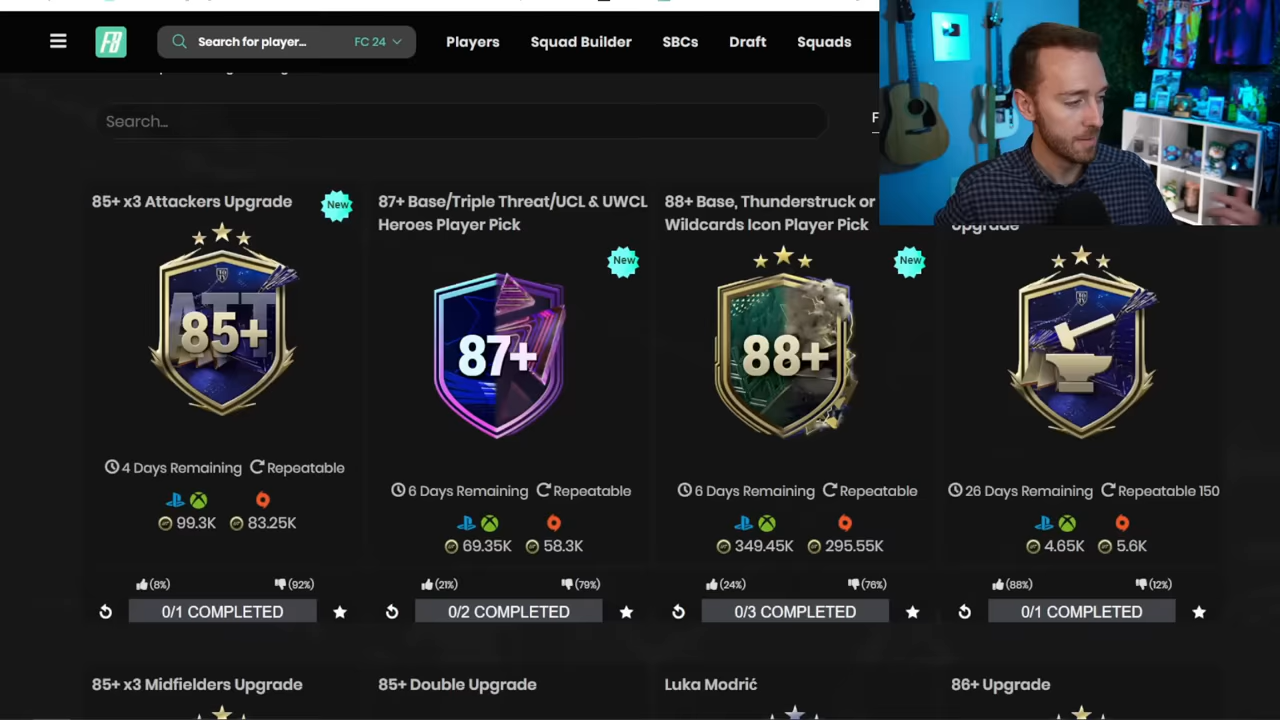 FB
Search for player...
FC 24
Players
Squad Builder
SBCs
Draft
Squads
Search...
F
85+ x3 Attackers Upgrade
New
87+ Base/Triple Threat/UCL & UWCL
Heroes Player Pick
New
88+ Base, Thunderstruck or
Wildcards Icon Player Pick
New
Upgrade
ATT
85+
87+
88+
4 Days Remaining
Repeatable
99.3K
83.25K
6 Days Remaining
Repeatable
69.35K
58.3K
6 Days Remaining
Repeatable
349.45K
295.55K
26 Days Remaining
Repeatable 150
4.65K
5.6K
(8%)
(92%)
(21%)
(79%)
(24%)
(76%)
(88%)
(12%)
0/1 COMPLETED
0/2 COMPLETED
0/3 COMPLETED
0/1 COMPLETED
85+ x3 Midfielders Upgrade
85+ Double Upgrade
Luka Modrić
86+ Upgrade